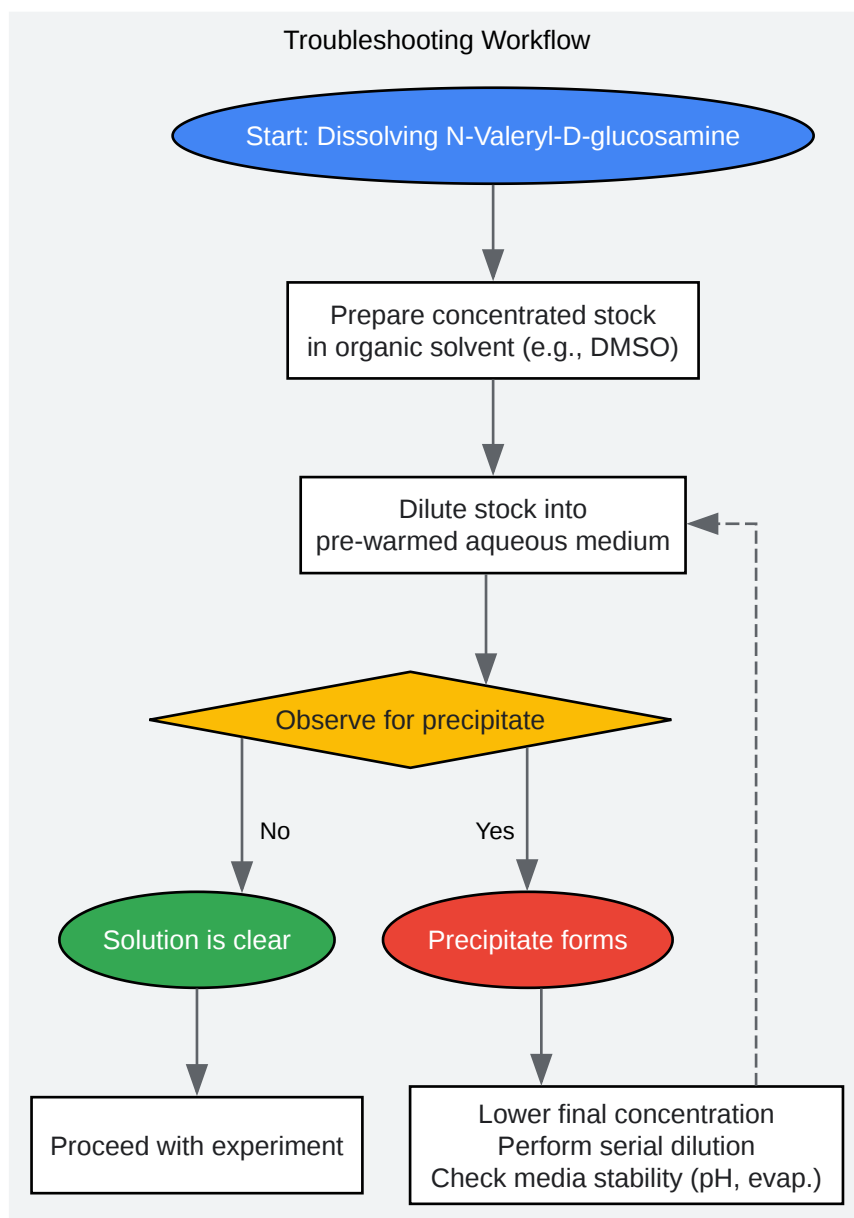 Troubleshooting Workflow
Start: Dissolving N-Valeryl-D-glucosamine
Prepare concentrated stock
in organic solvent (e.g., DMSO)
Dilute stock into
pre-warmed aqueous medium
Observe for precipitate
No
Yes
Solution is clear
Precipitate forms
Proceed with experiment
Lower final concentration
Perform serial dilution
Check media stability (pH, evap.)